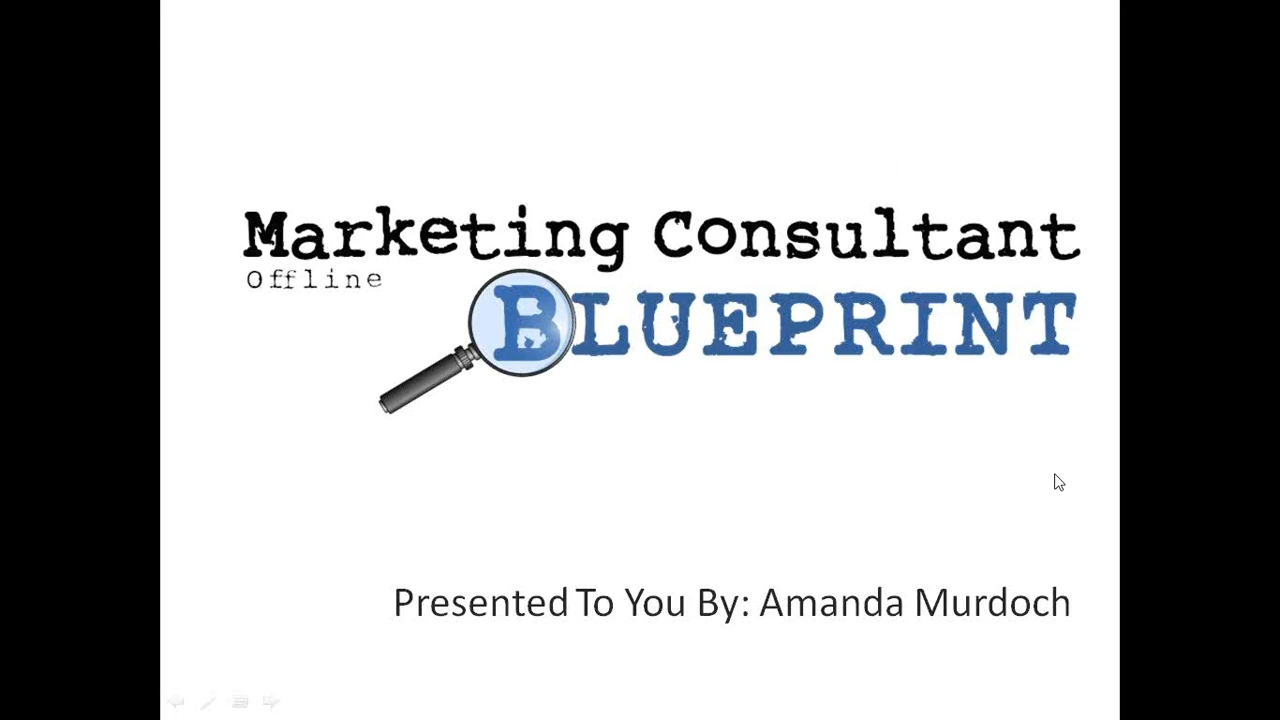 Marketing Consultant
Offline
BLUEPRINT
Presented To You By: Amanda Murdoch